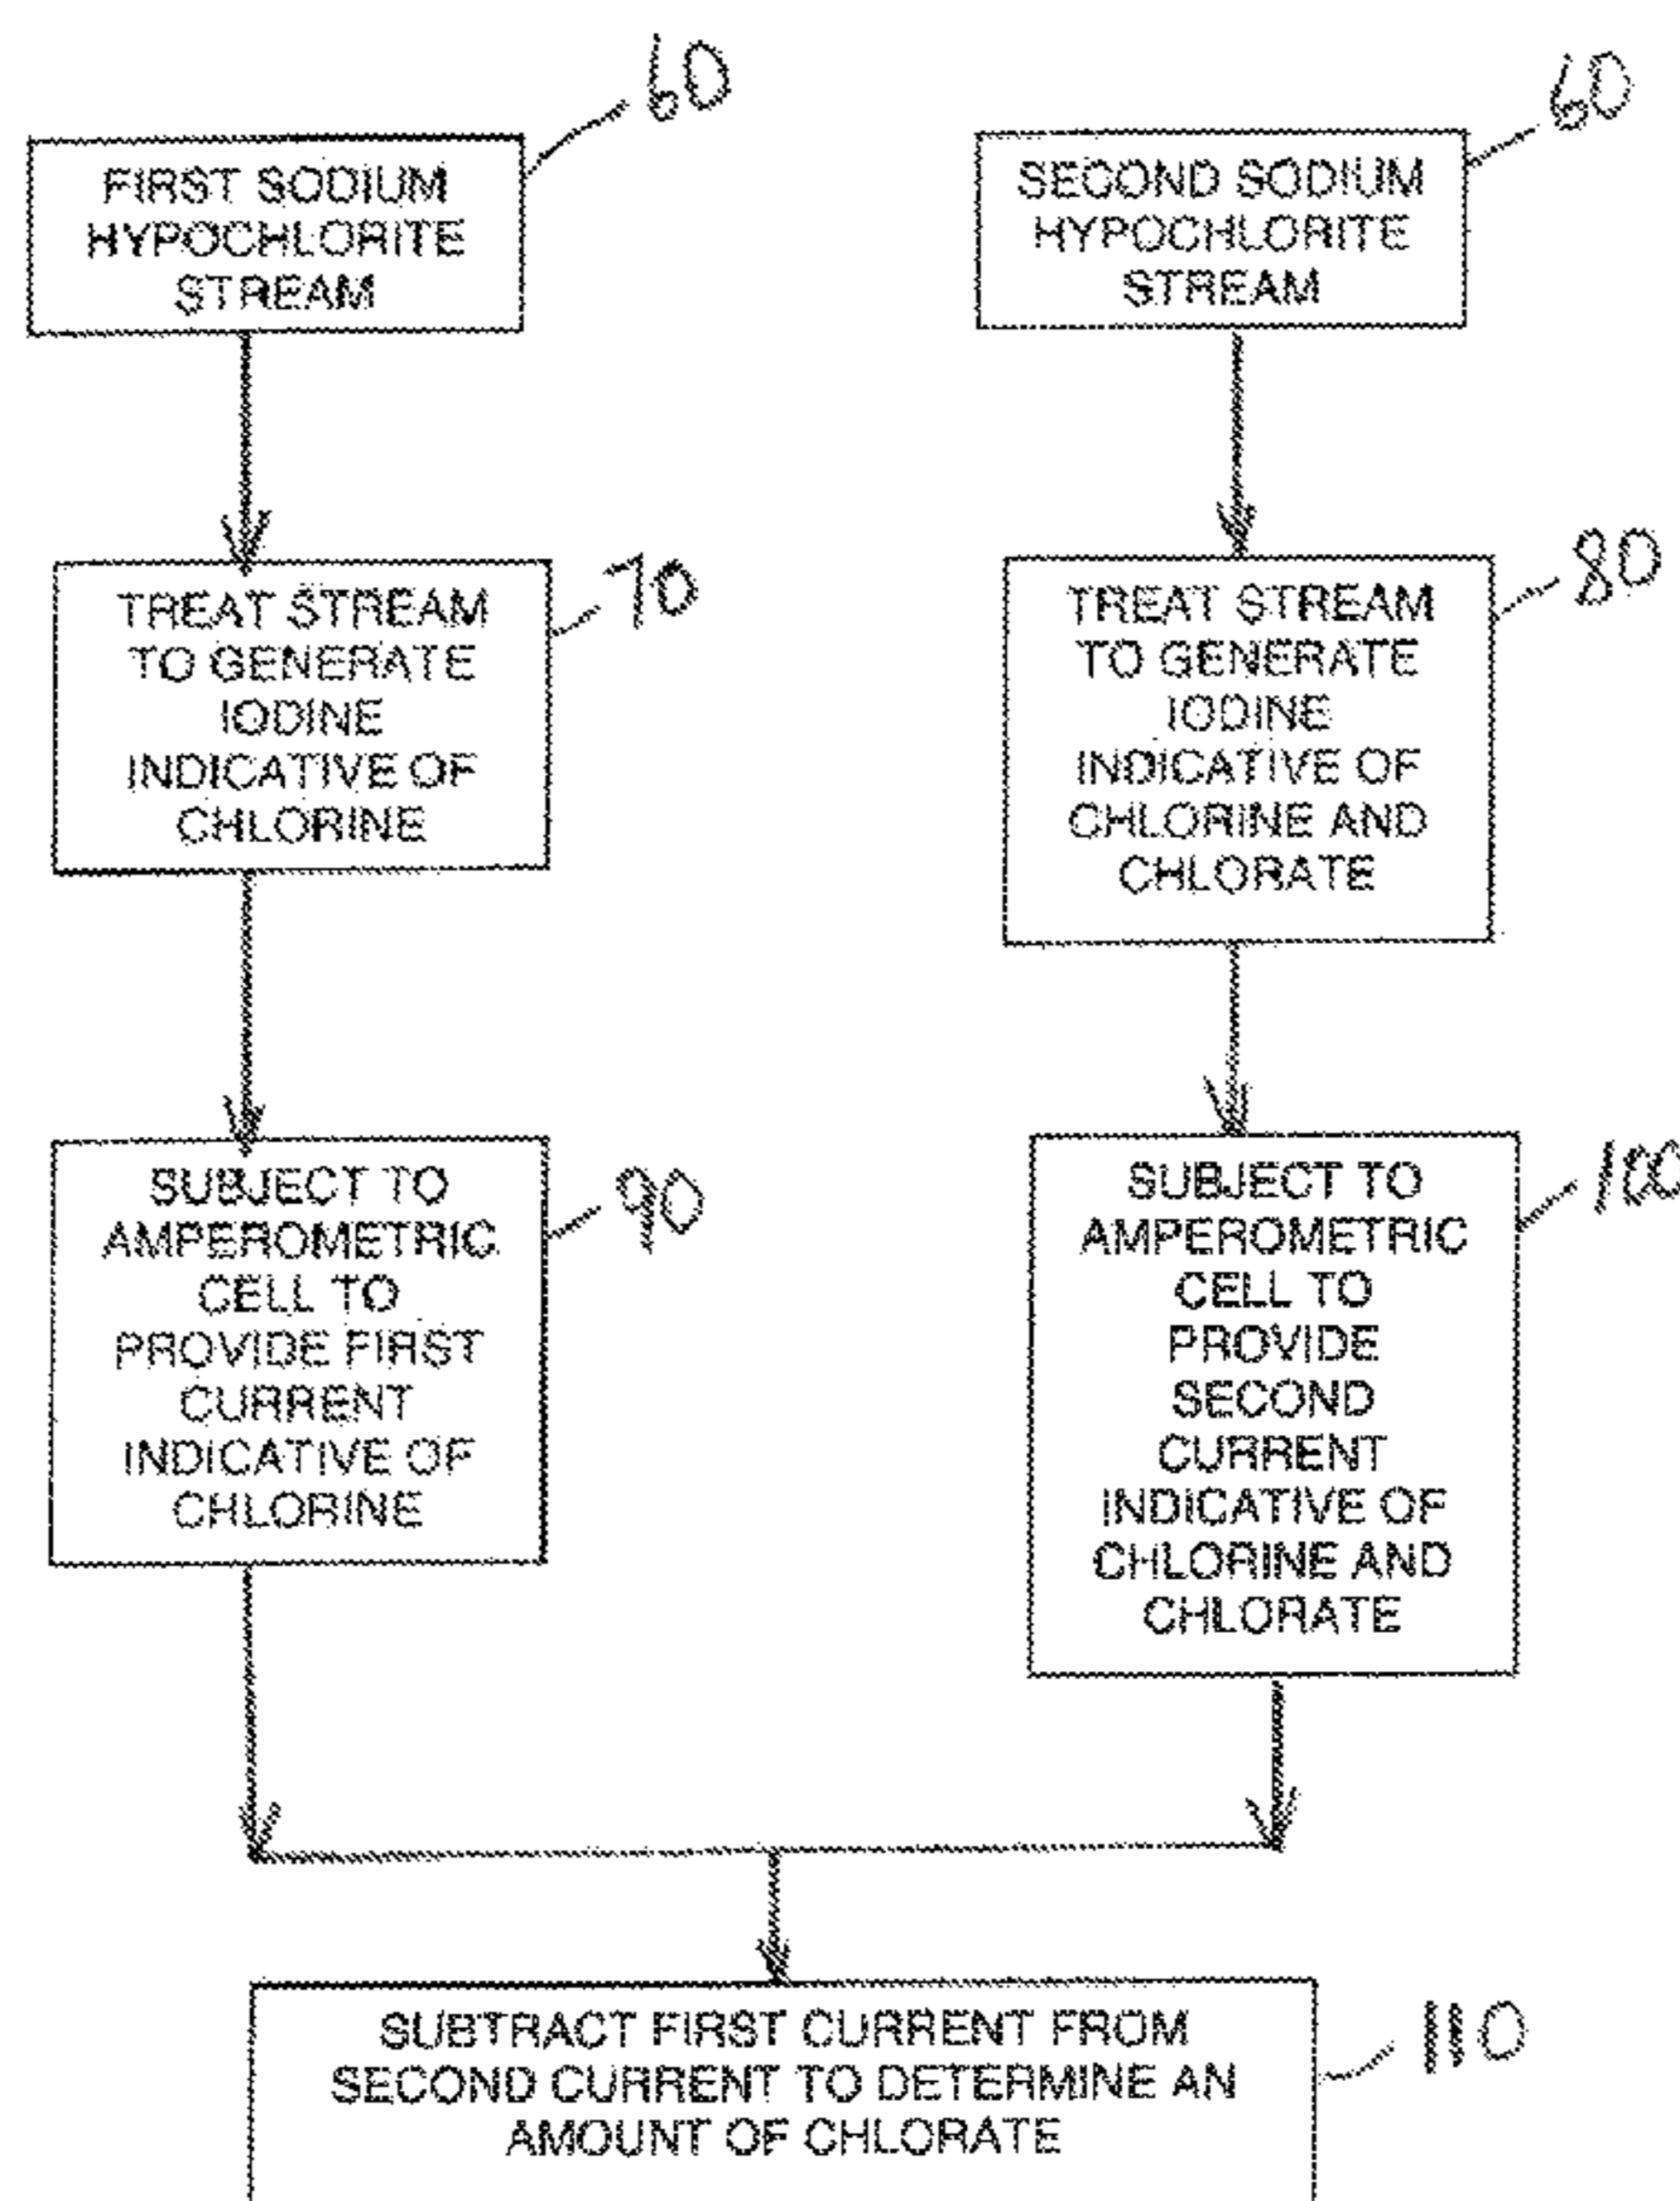 60
FIRST SODIUM
HYPOCHLORITE
STREAM
60
SECOND SODIUM
HYPOCHLORITE
STREAM
70
TREAT STREAM
TO GENERATE
IODINE
INDICATIVE OF
CHLORINE
80
TREAT STREAM
TO GENERATE
IODINE
INDICATIVE OF
CHLORINE AND
CHLORATE
90
SUBJECT TO
AMPEROMETRIC
CELL TO
PROVIDE FIRST
CURRENT
INDICATIVE OF
CHLORINE
100
SUBJECT TO
AMPEROMETRIC
CELL TO
PROVIDE
SECOND
CURRENT
INDICATIVE OF
CHLORINE AND
CHLORATE
110
SUBTRACT FIRST CURRENT FROM
SECOND CURRENT TO DETERMINE AN
AMOUNT OF CHLORATE